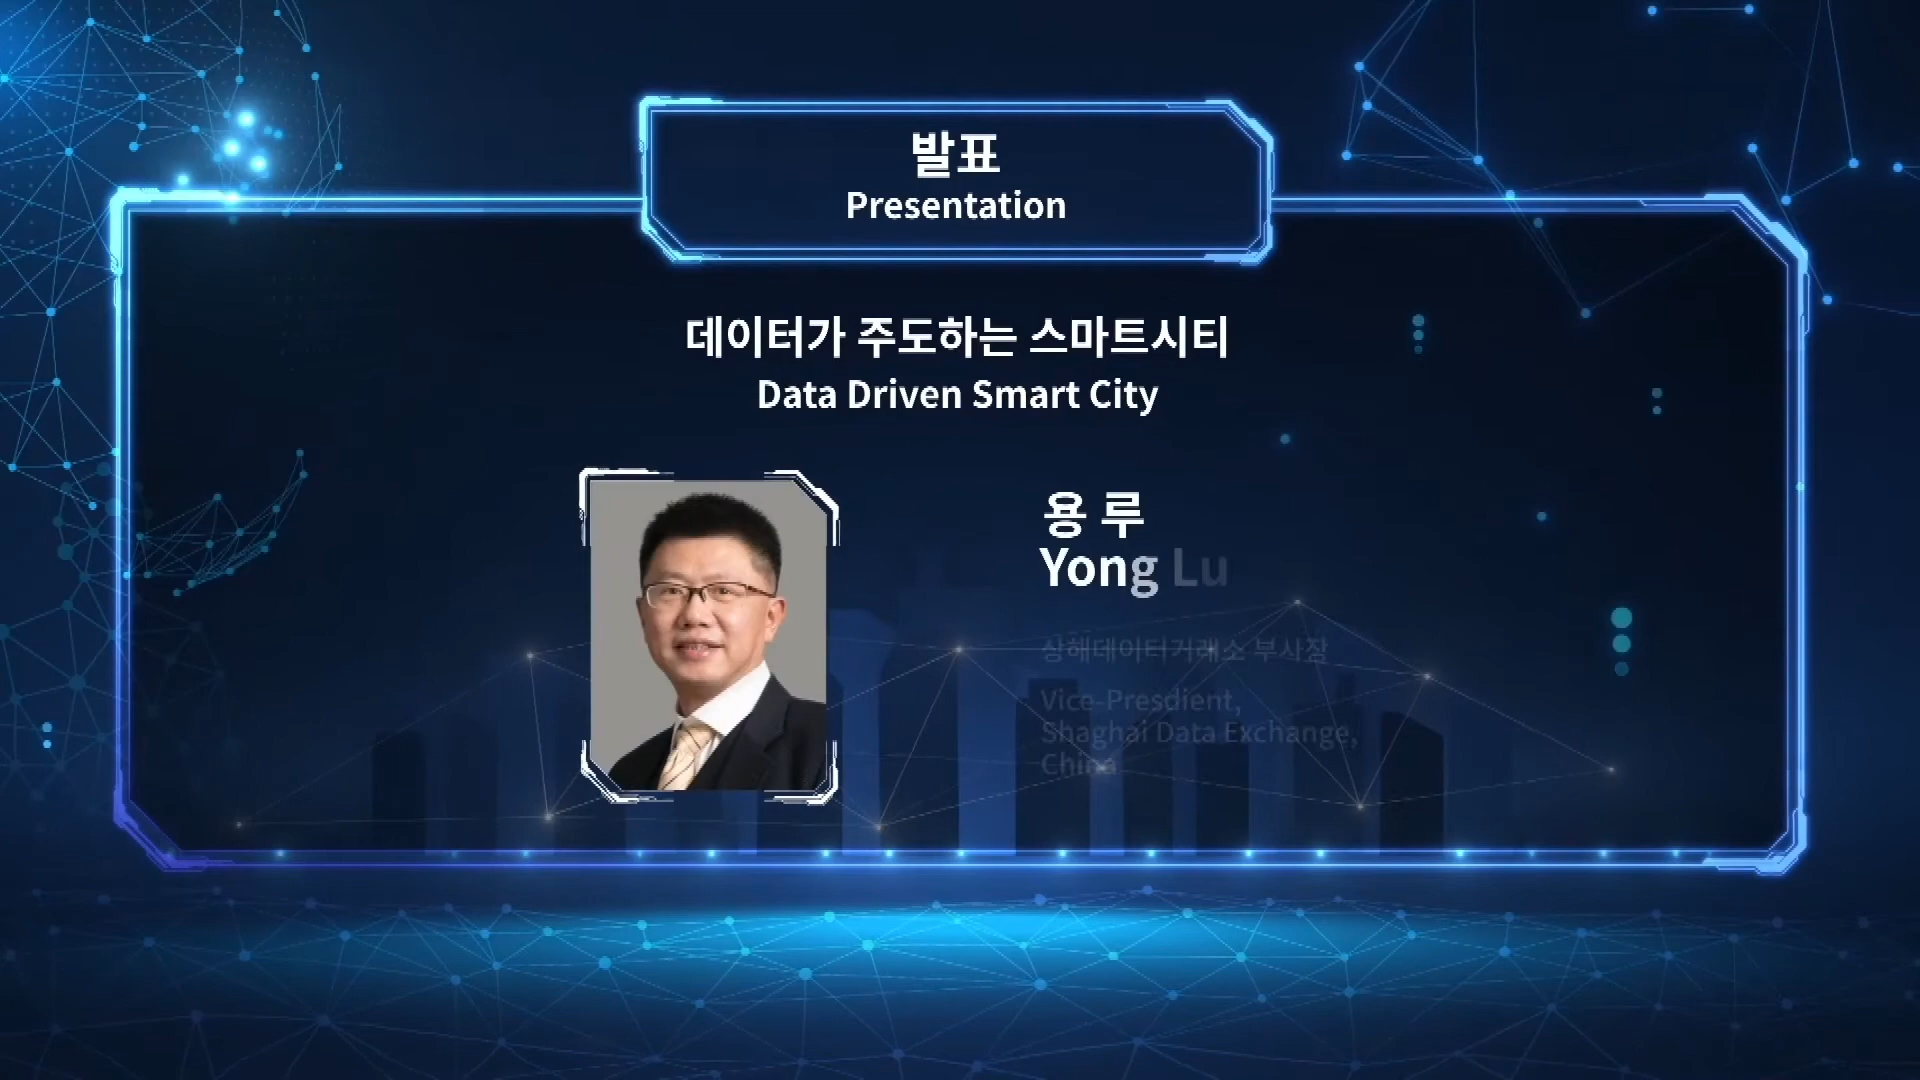 발표
Presentation
데이터가 주도하는 스마트시티
Data Driven Smart City
용 루
Yong Lu
상해데이터거래소 부사장
Vice-Presdient,
Shaghai Data Exchange,
China